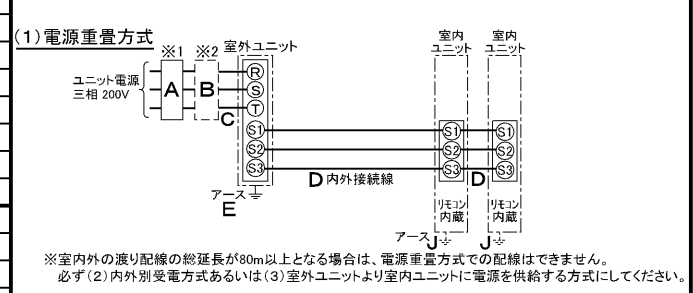 (1)電源重畳方式
※1 ※2 室外ユニット 室内ユニット 室内ユニット
ユニット電源
三相 200V
A B C
R
S
T
S1 S1 S1
S2 S2 S2
S3 S3 S3
D 内外接続線 D
アース
E
リモコン内蔵 リモコン内蔵
アース J J
※室内外の渡り配線の総延長が80m以上となる場合は、電源重畳方式での配線はできません。
必ず(2)内外別受電方式あるいは(3)室外ユニットより室内ユニットに電源を供給する方式にしてください。